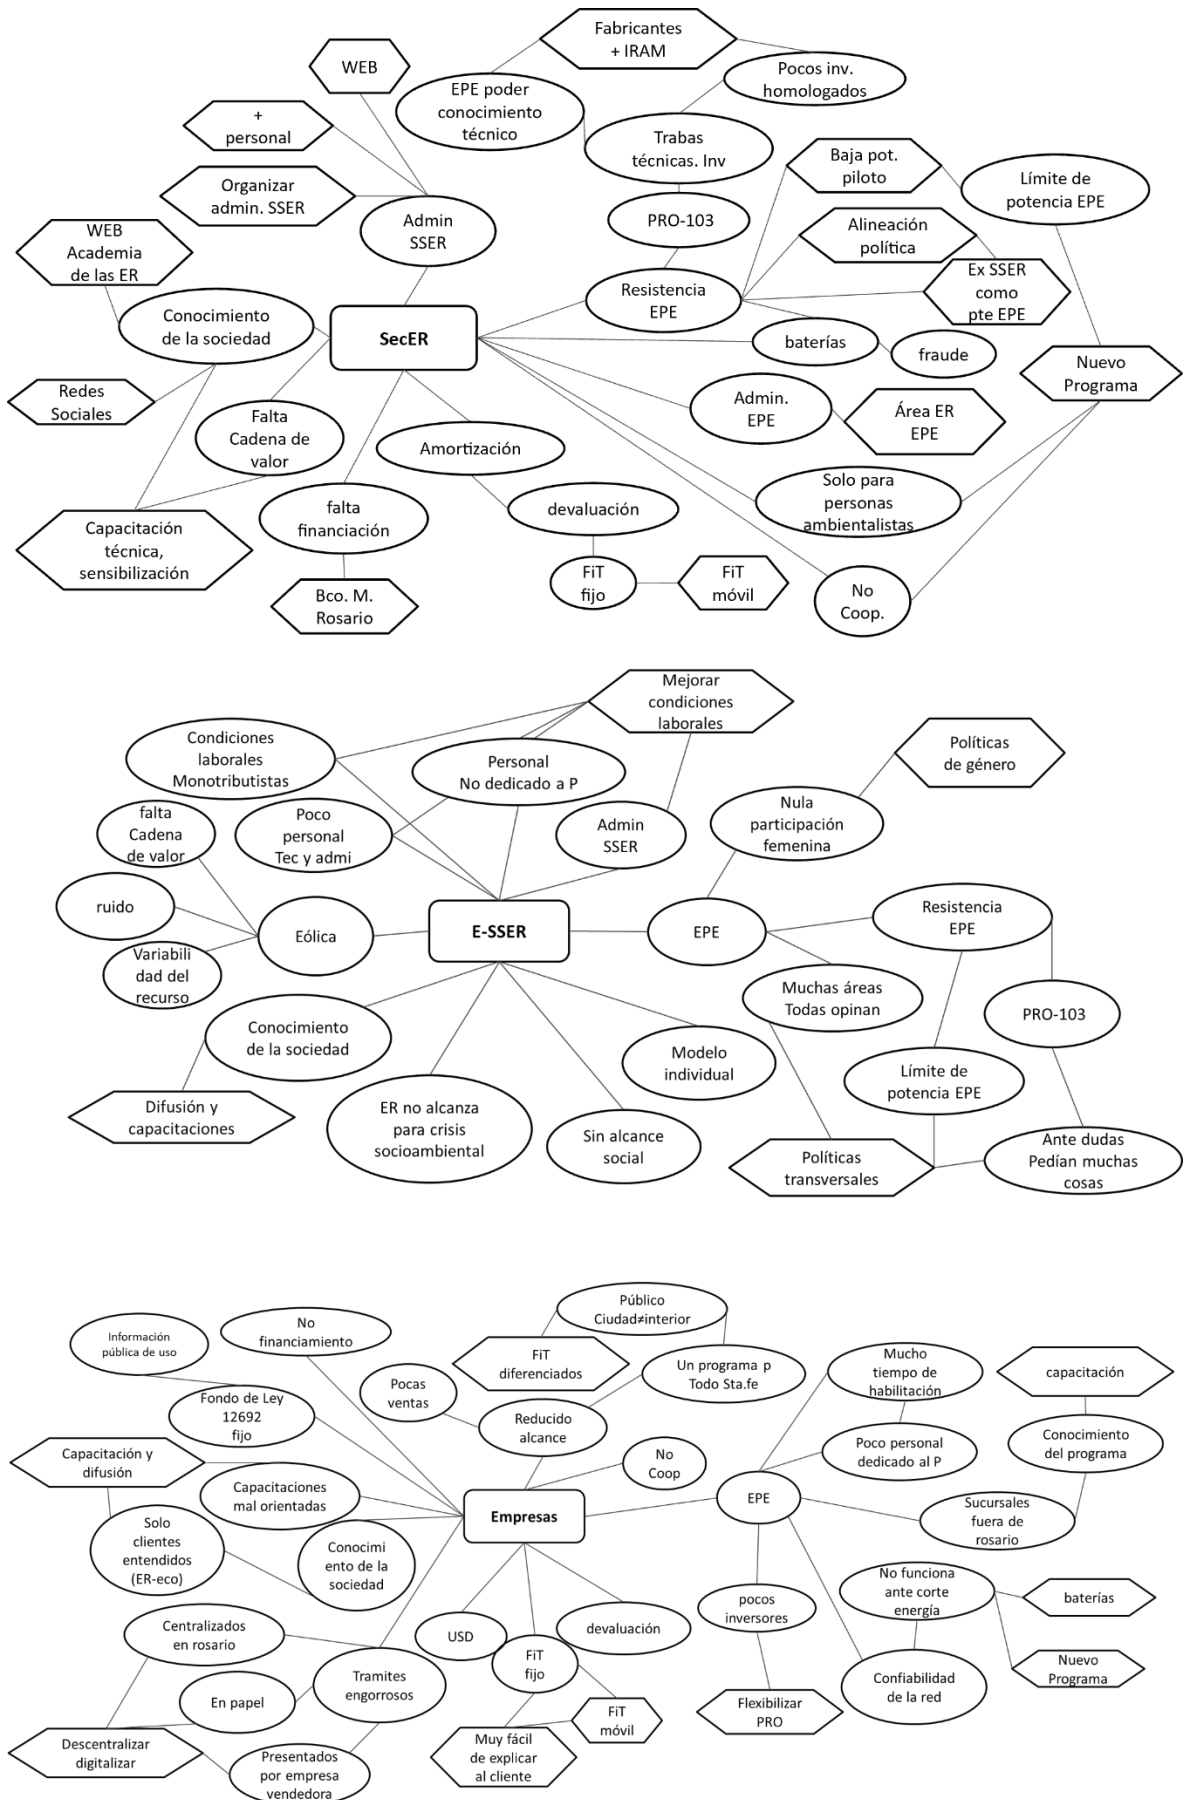 Fabricantes
+ IRAM
WEB
Pocos inv.
homologados
EPE poder
conocimiento
técnico
+
personal
Trabas
técnicas. Inv
Baja pot.
piloto
Límite de
potencia EPE
Organizar
admin. SSER
Admin
SSER
PRO-103
Alineación
política
WEB
Academia
de las ER
Resistencia
EPE
Ex SSER
como
pte EPE
Conocimiento
de la sociedad
SecER
baterías
fraude
Nuevo
Programa
Redes
Sociales
Falta
Cadena de
valor
Admin.
EPE
Área ER
EPE
Amortización
Solo para
personas
ambientalistas
falta
financiación
devaluación
Capacitación
técnica,
sensibilización
FiT
fijo
FiT
móvil
No
Coop.
Bco. M.
Rosario
Mejorar
condiciones
laborales
Condiciones
laborales
Monotributistas
Personal
No dedicado a P
Políticas
de género
falta
Cadena
de valor
Poco
personal
Tec y admi
Admin
SSER
Nula
participación
femenina
ruido
Eólica
E-SSER
EPE
Resistencia
EPE
Variabili
dad del
recurso
Muchas áreas
Todas opinan
PRO-103
Conocimiento
de la sociedad
Modelo
individual
Límite de
potencia EPE
Difusión y
capacitaciones
ER no alcanza
para crisis
socioambiental
Sin alcance
social
Políticas
transversales
Ante dudas
Pedían muchas
cosas
Público
Ciudad≠interior
Información
pública de uso
No
financiamiento
FiT
diferenciados
Un programa p
Todo Sta.fe
Mucho
tiempo de
habilitación
capacitación
Pocas
ventas
Fondo de Ley
12692
fijo
Reducido
alcance
Poco personal
dedicado al P
Conocimiento
del programa
Capacitación y
difusión
No
Coop
Capacitaciones
mal orientadas
Empresas
EPE
Sucursales
fuera de
rosario
Solo
clientes
entendidos
(ER-eco)
Conocimi
ento de la
sociedad
No funciona
ante corte
energía
baterías
pocos
inversores
Centralizados
en rosario
USD
FiT
fijo
devaluación
Nuevo
Programa
Tramites
engorrosos
Confiabilidad
de la red
En papel
FiT
móvil
Flexibilizar
PRO
Descentralizar
digitalizar
Muy fácil
de explicar
al cliente
Presentados
por empresa
vendedora